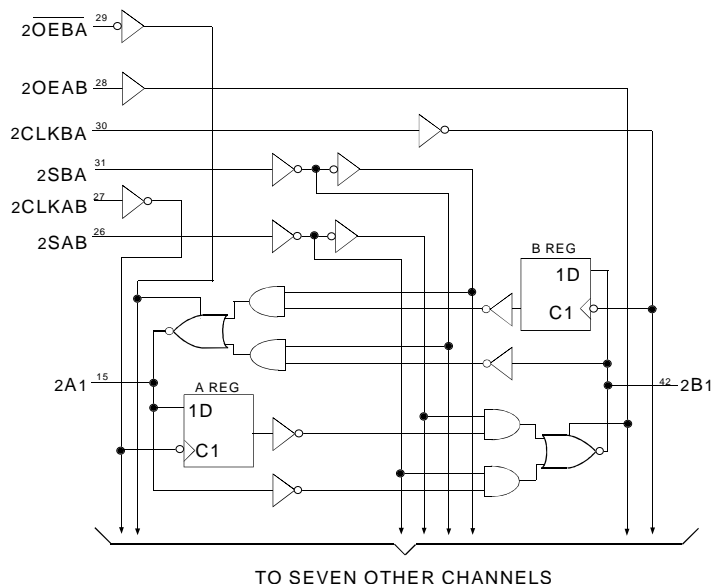 2OEBA 29
2OEAB 28
2CLKBA 30
2SBA 31
2CLKAB 27
2SAB 26
B REG
1D
C1
2A1 15
A REG
1D
C1
42 2B1
TO SEVEN OTHER CHANNELS